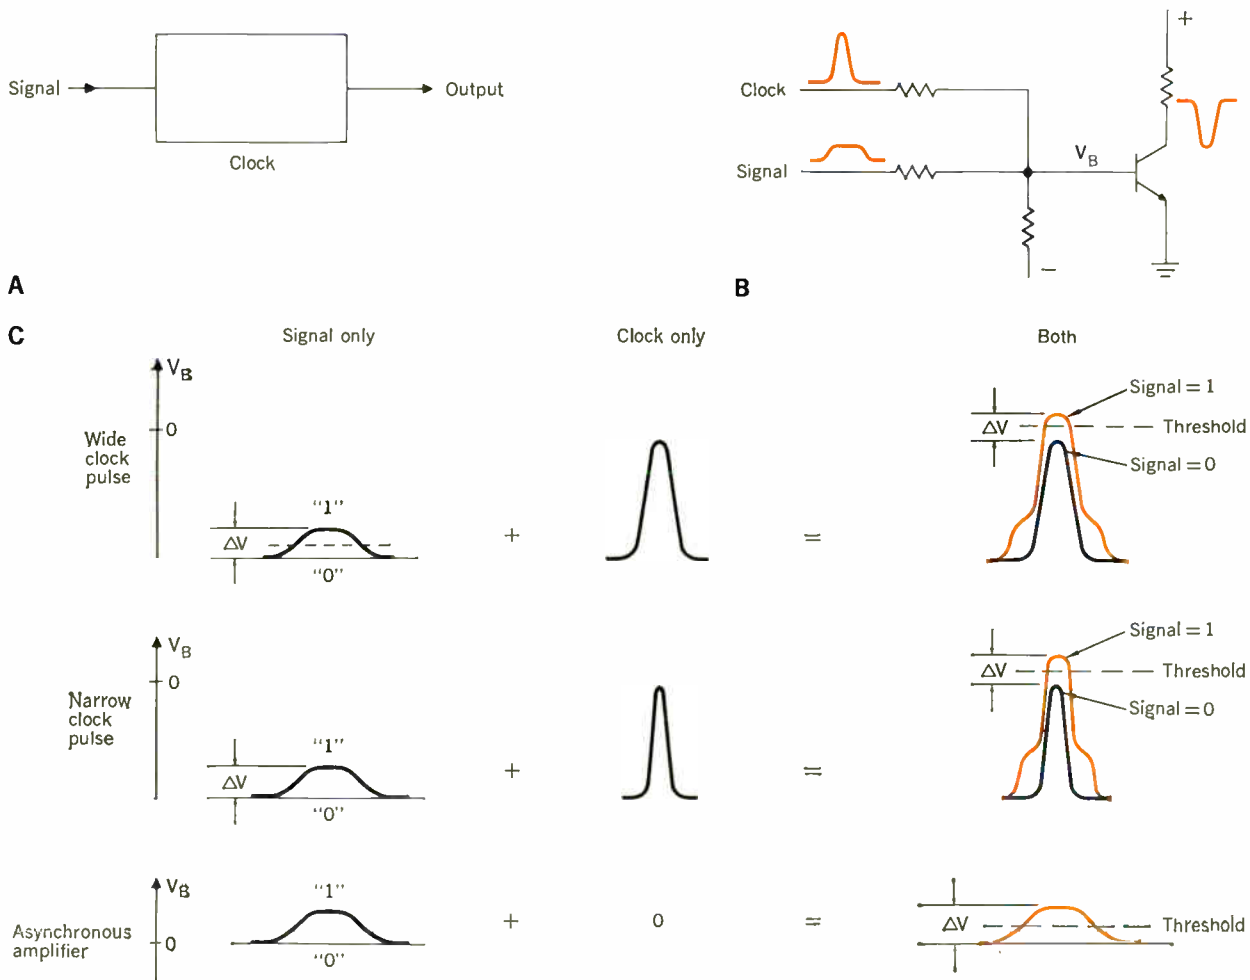 Signal
Output
Clock
A
+
Clock
Signal
V_B
−
B
C
Signal only
Clock only
Both
V_B
0
Wide
clock
pulse
"1"
ΔV
"0"
+
=
Signal = 1
ΔV
Threshold
Signal = 0
V_B
0
Narrow
clock
pulse
"1"
ΔV
"0"
+
=
Signal = 1
ΔV
Threshold
Signal = 0
V_B
0
Asynchronous
amplifier
"1"
"0"
+
0
=
ΔV
Threshold